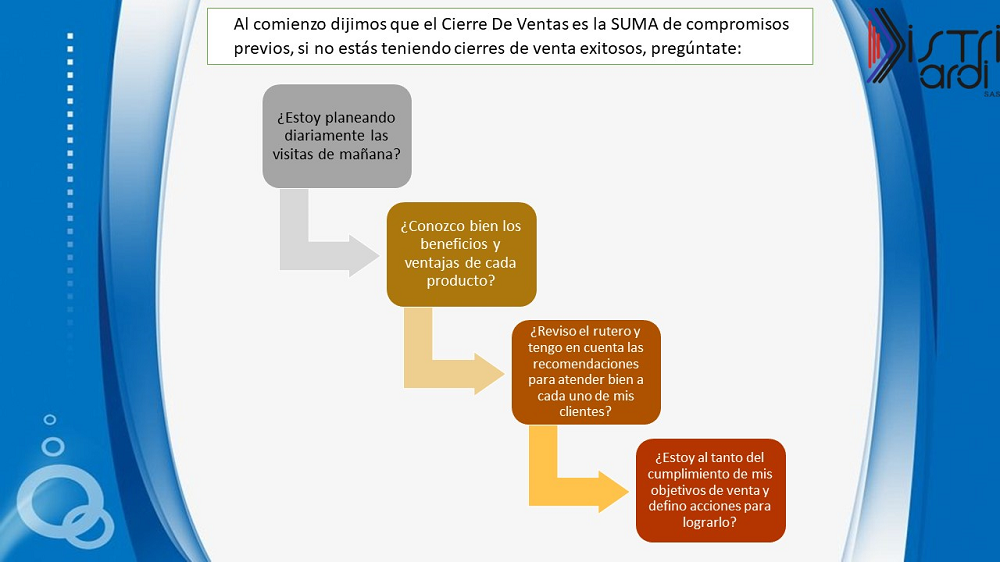 Al comienzo dijimos que el Cierre De Ventas es la SUMA de compromisos
previos, si no estás teniendo cierres de venta exitosos, pregúntate:
DiSTRi
ardi
SAS
¿Estoy planeando
diariamente las
visitas de mañana?
¿Conozco bien los
beneficios y
ventajas de cada
producto?
¿Reviso el rutero y
tengo en cuenta las
recomendaciones
para atender bien a
cada uno de mis
clientes?
¿Estoy al tanto del
cumplimiento de mis
objetivos de venta y
defino acciones para
lograrlo?